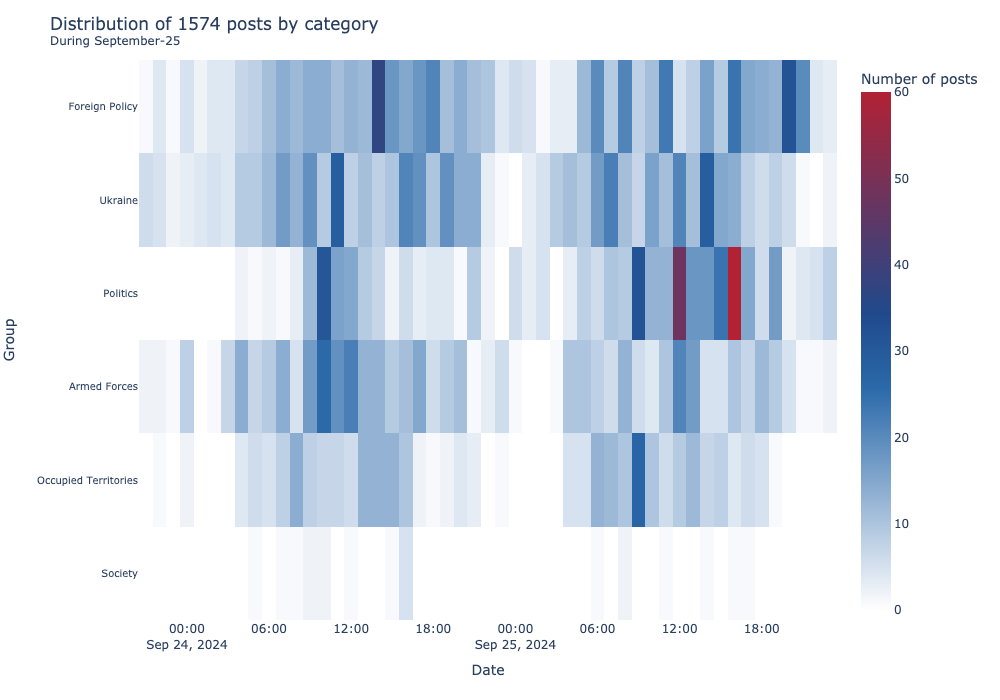 Distribution of 1574 posts by category
During September-25
Number of posts
60
50
40
30
20
10
0
Group
Foreign Policy
Ukraine
Politics
Armed Forces
Occupied Territories
Society
00:00 06:00 12:00 18:00 00:00 06:00 12:00 18:00
Sep 24, 2024 Sep 25, 2024
Date